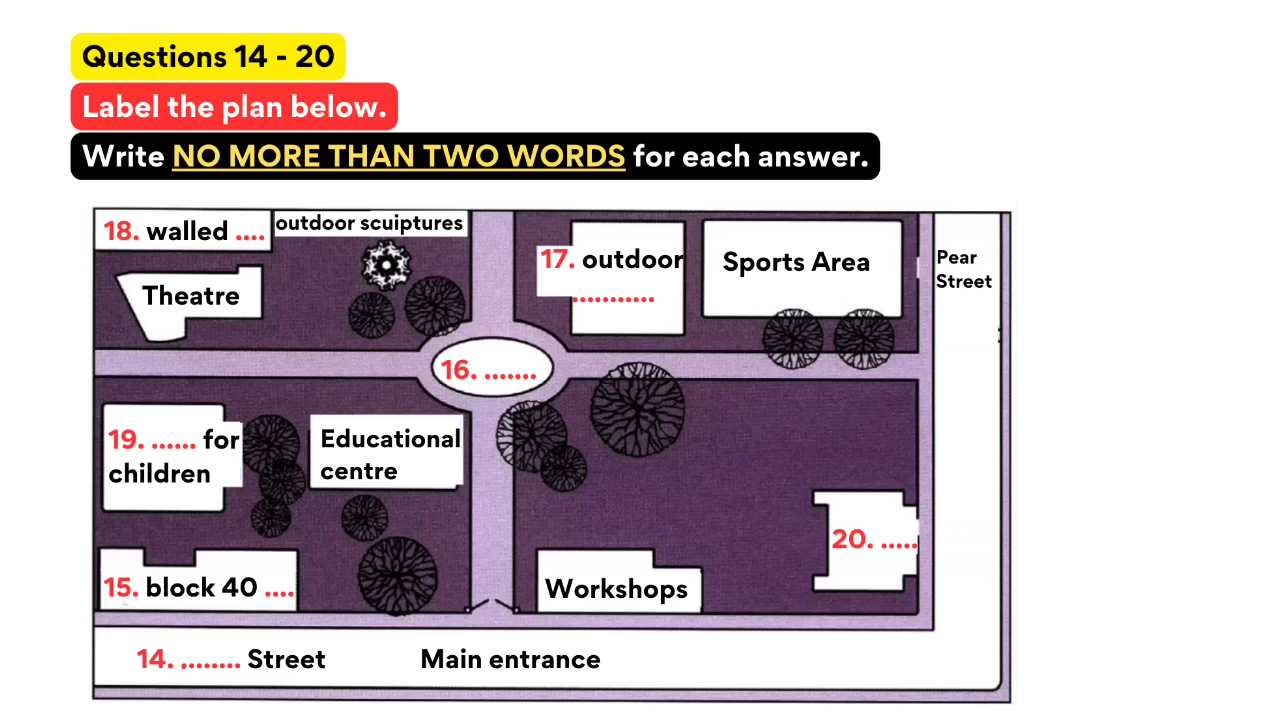 Questions 14 - 20
Label the plan below.
Write NO MORE THAN TWO WORDS for each answer.
18. walled ....
outdoor scuiptures
17. outdoor
...........
Sports Area
Pear
Street
Theatre
16. .......
19. ...... for
children
Educational
centre
20. .....
15. block 40 ....
Workshops
14. ........ Street
Main entrance